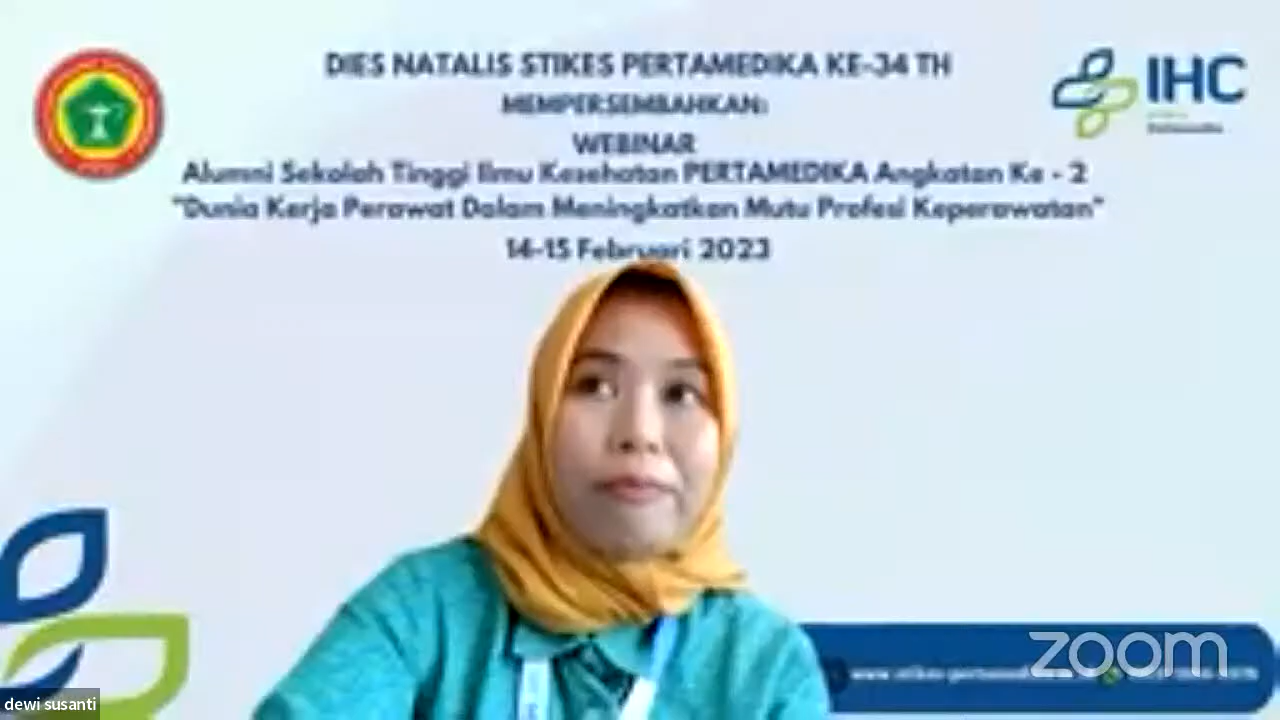 DIES NATALIS STIKES PERTAMEDIKA KE-34 TH
MEMPERSEMBAHKAN:
WEBINAR
Alumni Sekolah Tinggi Ilmu Kesehatan PERTAMEDIKA Angkatan Ke - 2
"Dunia Kerja Perawat Dalam Meningkatkan Mutu Profesi Keperawatan"
14-15 Februari 2023
IHC
zoom
dewi susanti